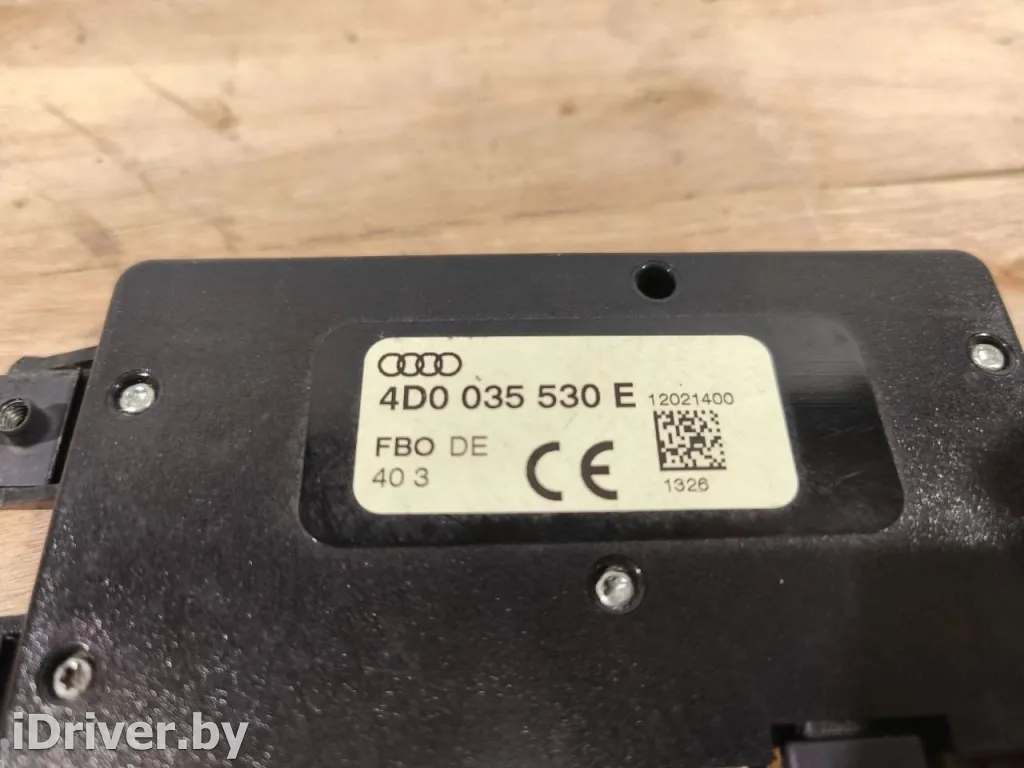 4D0 035 530 E 12021400
FBO DE
40 3
CE
1326
iDriver.by